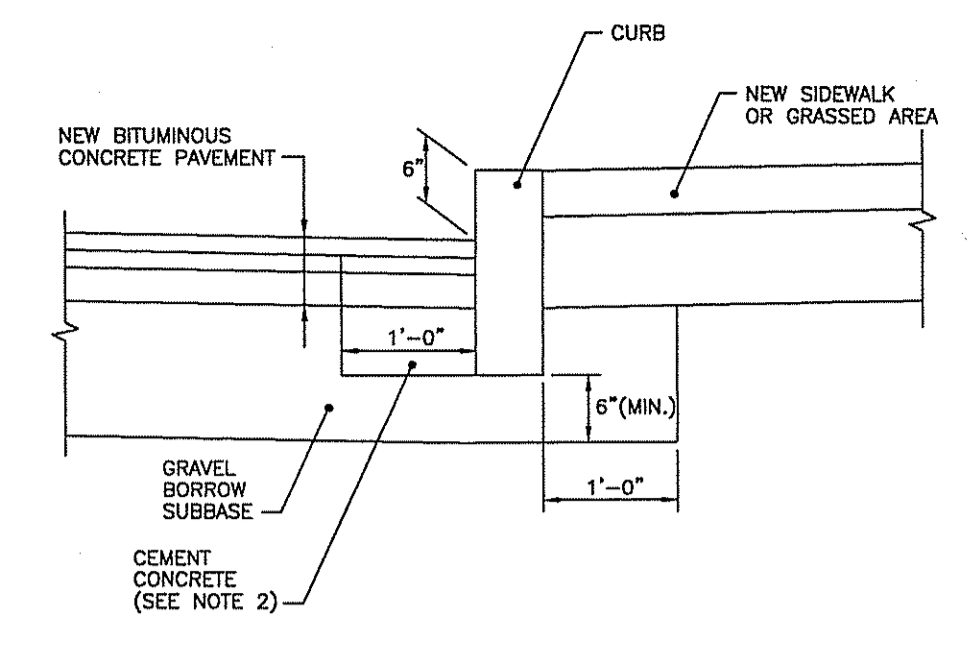 CURB
NEW SIDEWALK
OR GRASSED AREA
NEW BITUMINOUS
CONCRETE PAVEMENT
6"
1'-0"
6"(MIN.)
1'-0"
GRAVEL
BORROW
SUBBASE
CEMENT
CONCRETE
(SEE NOTE 2)